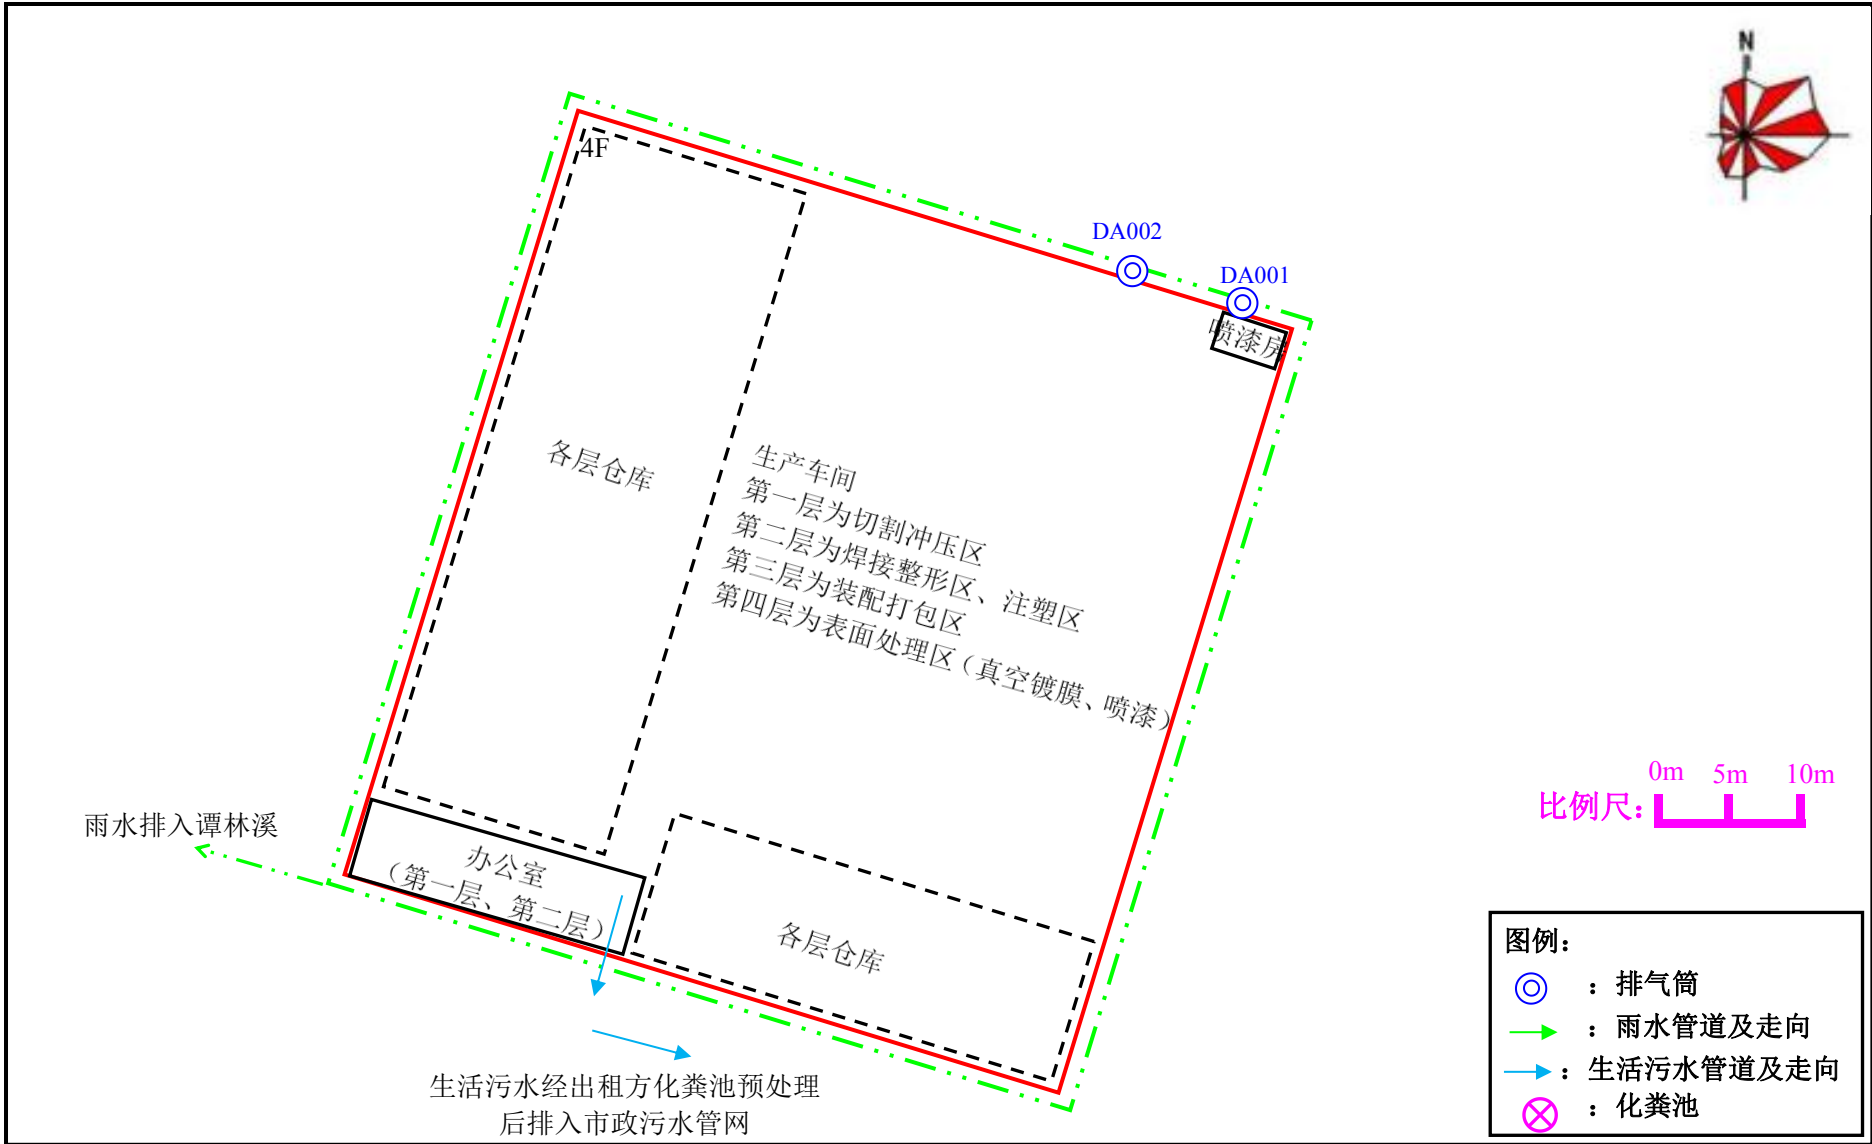 N
4F
DA002
DA001
喷漆房
各层仓库
生产车间
第一层为切割冲压区
第二层为焊接整形区、注塑区
第三层为装配打包区
第四层为表面处理区（真空镀膜、喷漆）
0m 5m 10m
比例尺：
雨水排入谭林溪
办公室
（第一层、第二层）
各层仓库
生活污水经出租方化粪池预处理
后排入市政污水管网
图例：
：排气筒
：雨水管道及走向
：生活污水管道及走向
：化粪池